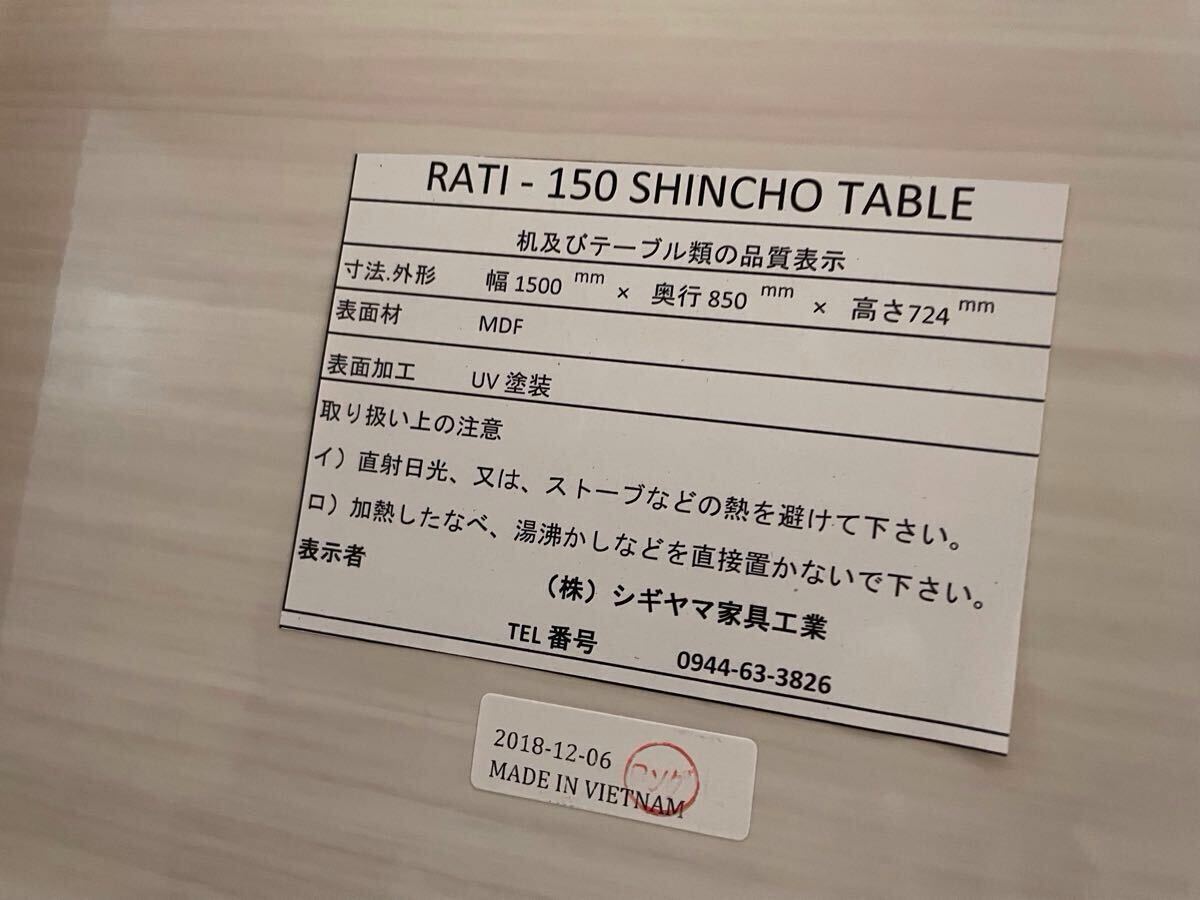 RATI - 150 SHINCHO TABLE
机及びテーブル類の品質表示
寸法.外形 幅 1500 mm × 奥行 850 mm × 高さ724 mm
表面材 MDF
表面加工 UV 塗装
取り扱い上の注意
イ）直射日光、又は、ストーブなどの熱を避けて下さい。
ロ）加熱したなべ、湯沸かしなどを直接置かないで下さい。
表示者
（株）シギヤマ家具工業
TEL 番号 0944-63-3826
2018-12-06
MADE IN VIETNAM